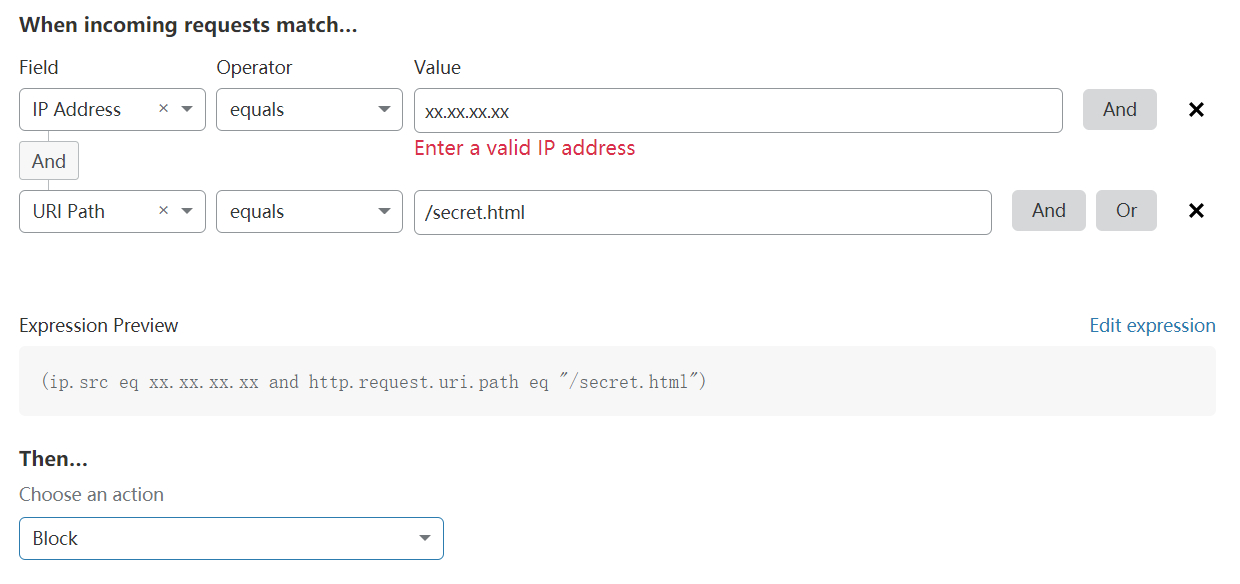 When incoming requests match...
Field Operator Value
IP Address × equals xx.xx.xx.xx And ×
Enter a valid IP address
And
URI Path × equals /secret.html And Or ×
Expression Preview Edit expression
(ip.src eq xx.xx.xx.xx and http.request.uri.path eq "/secret.html")
Then...
Choose an action
Block